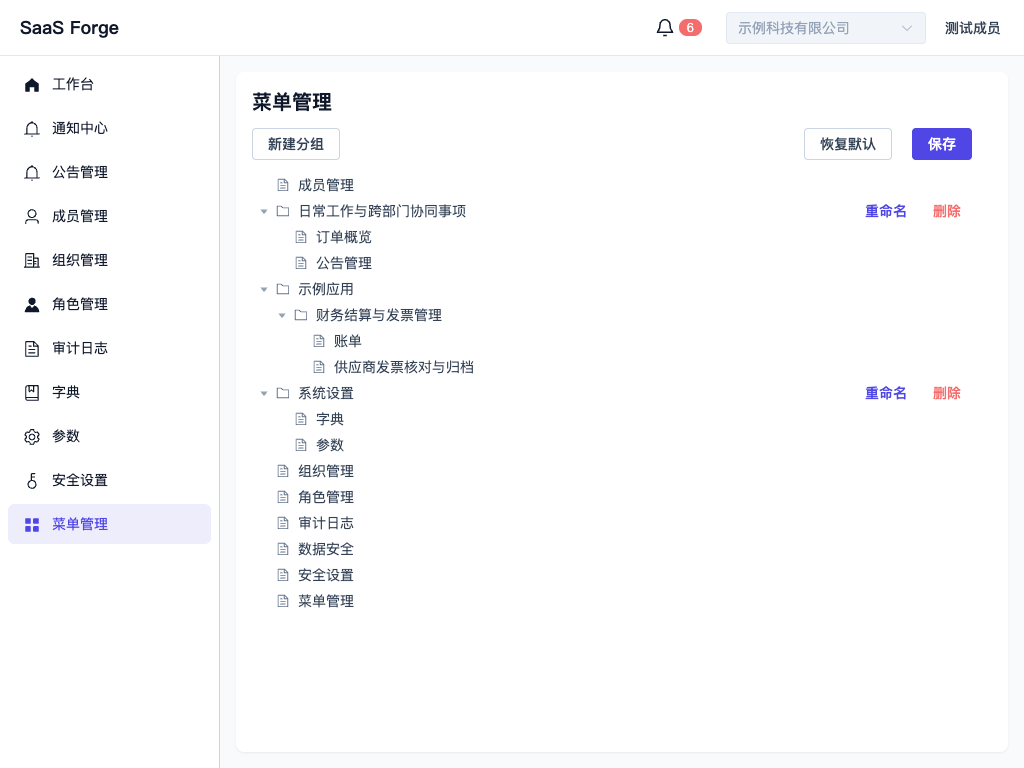 SaaS Forge
6
示例科技有限公司
测试成员
工作台
通知中心
公告管理
成员管理
组织管理
角色管理
审计日志
字典
参数
安全设置
菜单管理
菜单管理
新建分组
恢复默认
保存
成员管理
日常工作与跨部门协同事项 重命名 删除
订单概览
公告管理
示例应用
财务结算与发票管理
账单
供应商发票核对与归档
系统设置 重命名 删除
字典
参数
组织管理
角色管理
审计日志
数据安全
安全设置
菜单管理